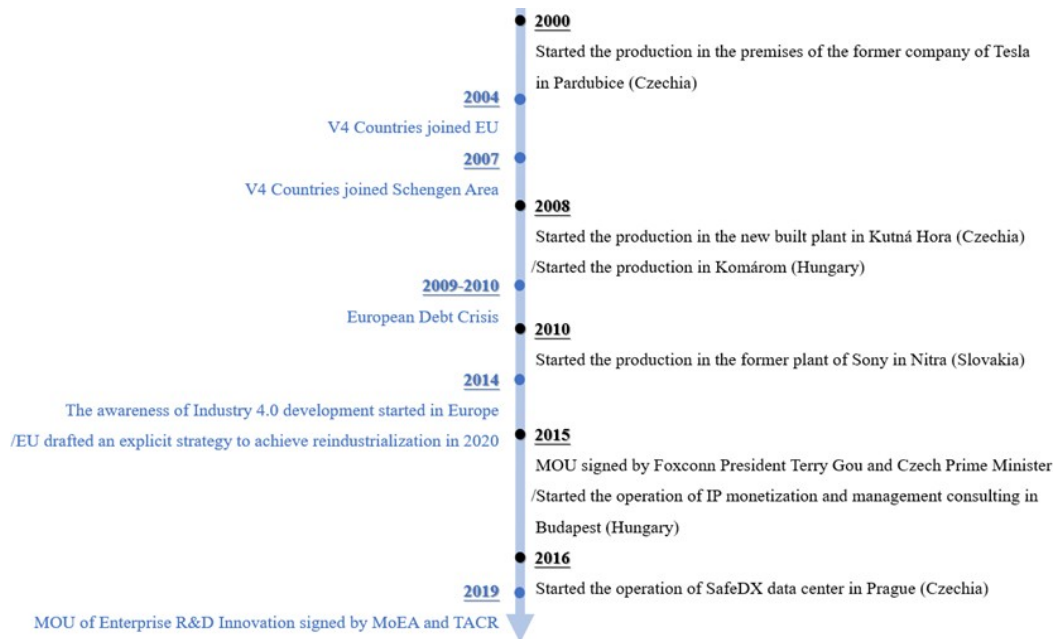 2000
Started the production in the premises of the former company of Tesla
in Pardubice (Czechia)
2004
V4 Countries joined EU
2007
V4 Countries joined Schengen Area
2008
Started the production in the new built plant in Kutná Hora (Czechia)
/Started the production in Komárom (Hungary)
2009-2010
European Debt Crisis
2010
Started the production in the former plant of Sony in Nitra (Slovakia)
2014
The awareness of Industry 4.0 development started in Europe
/EU drafted an explicit strategy to achieve reindustrialization in 2020
2015
MOU signed by Foxconn President Terry Gou and Czech Prime Minister
/Started the operation of IP monetization and management consulting in
Budapest (Hungary)
2016
Started the operation of SafeDX data center in Prague (Czechia)
2019
MOU of Enterprise R&D Innovation signed by MoEA and TACR